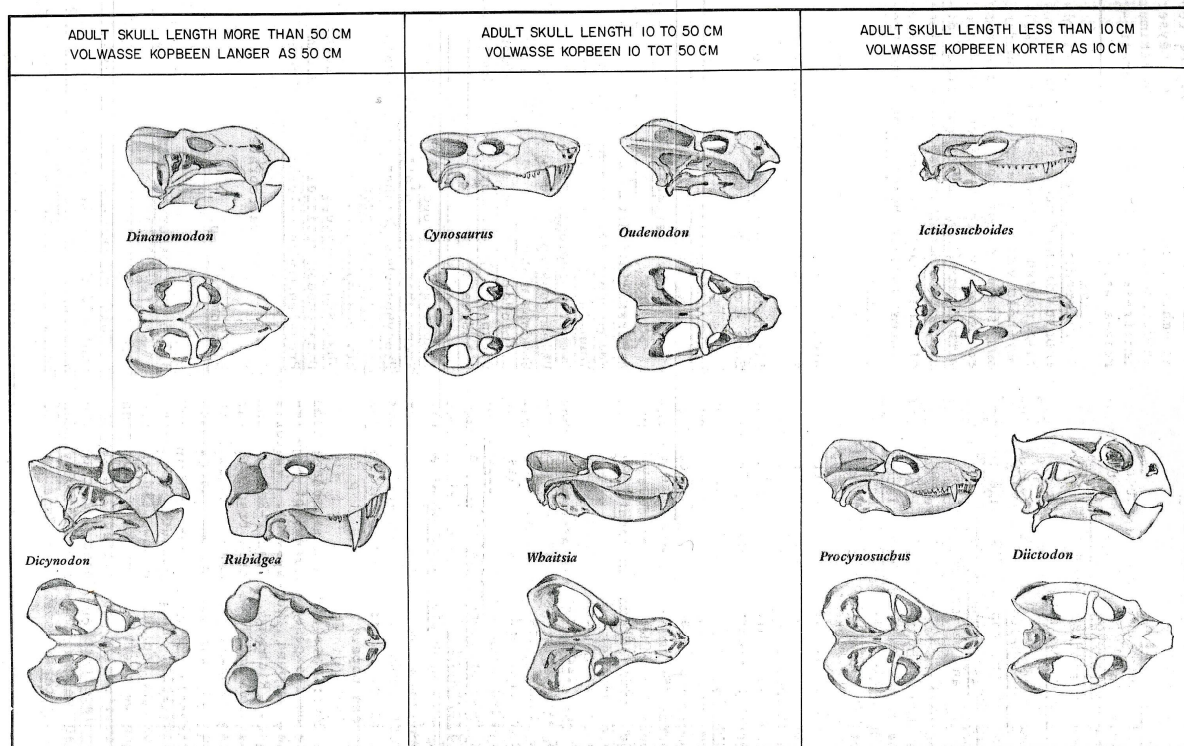 ADULT SKULL LENGTH MORE THAN 50 CM
VOLWASSE KOPBEEN LANGER AS 50 CM
ADULT SKULL LENGTH 10 TO 50 CM
VOLWASSE KOPBEEN 10 TOT 50 CM
ADULT SKULL LENGTH LESS THAN 10 CM
VOLWASSE KOPBEEN KORTER AS 10 CM
Dinanomodon
Cynosaurus
Oudenodon
Ictidosuchoides
Dicynodon
Rubidgea
Whaitsia
Procynosuchus
Diictodon